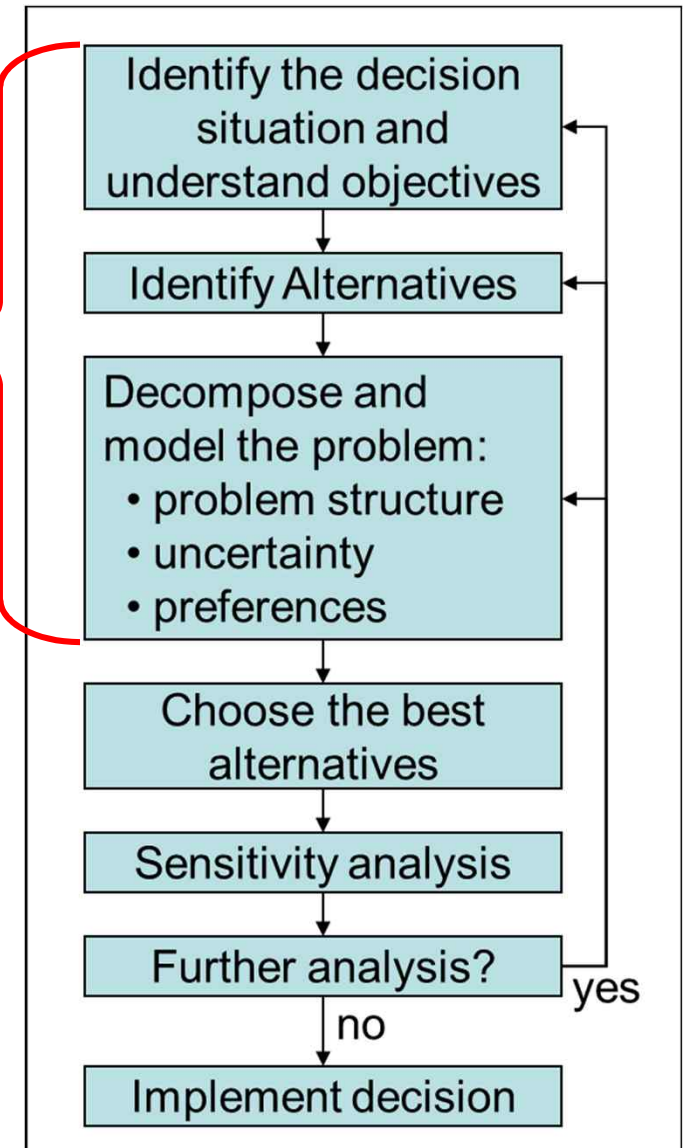 Identify the decision
situation and
understand objectives
Identify Alternatives
Decompose and
model the problem:
• problem structure
• uncertainty
• preferences
Choose the best
alternatives
Sensitivity analysis
Further analysis?
yes
no
Implement decision